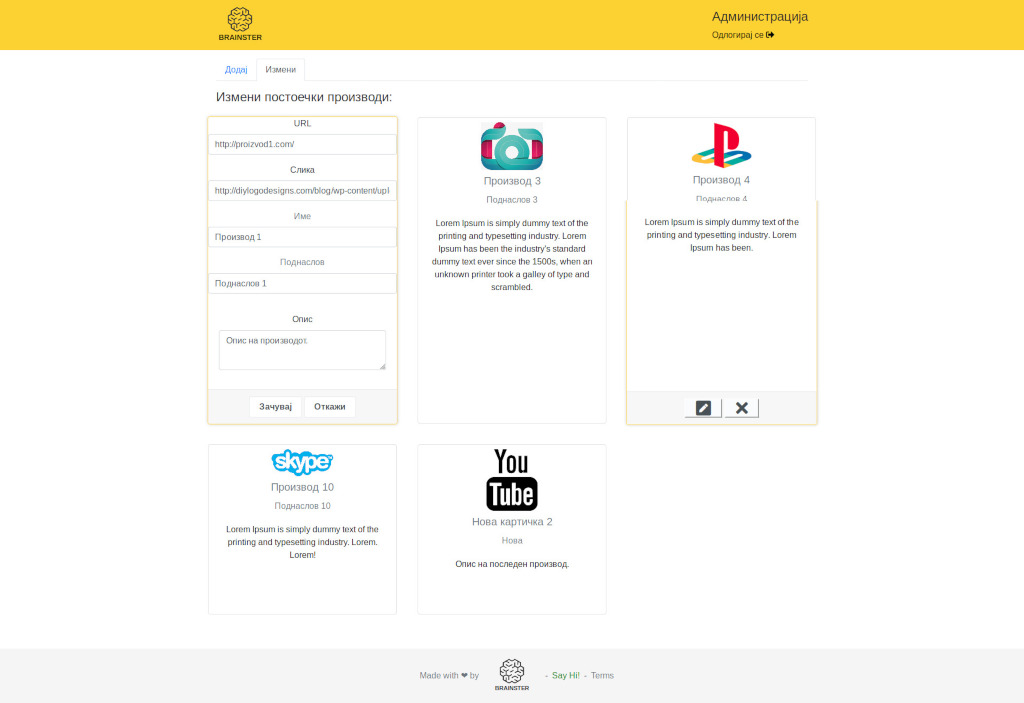 BRAINSTER
Администрација
Одлогирај се
Додај
Измени
Измени постоечки производи:
URL
http://proizvod1.com/
Слика
http://diylogodesigns.com/blog/wp-content/upl
Име
Производ 1
Поднаслов
Поднаслов 1
Опис
Опис на производот.
Зачувај
Откажи
Производ 3
Поднаслов 3
Lorem Ipsum is simply dummy text of the
printing and typesetting industry. Lorem
Ipsum has been the industry's standard
dummy text ever since the 1500s, when an
unknown printer took a galley of type and
scrambled.
Производ 4
Поднаслов 4
Lorem Ipsum is simply dummy text of the
printing and typesetting industry. Lorem
Ipsum has been.
skype
Производ 10
Поднаслов 10
Lorem Ipsum is simply dummy text of the
printing and typesetting industry. Lorem.
Lorem!
You
Tube
Нова картичка 2
Нова
Опис на последен производ.
Made with ❤ by BRAINSTER - Say Hi! - Terms